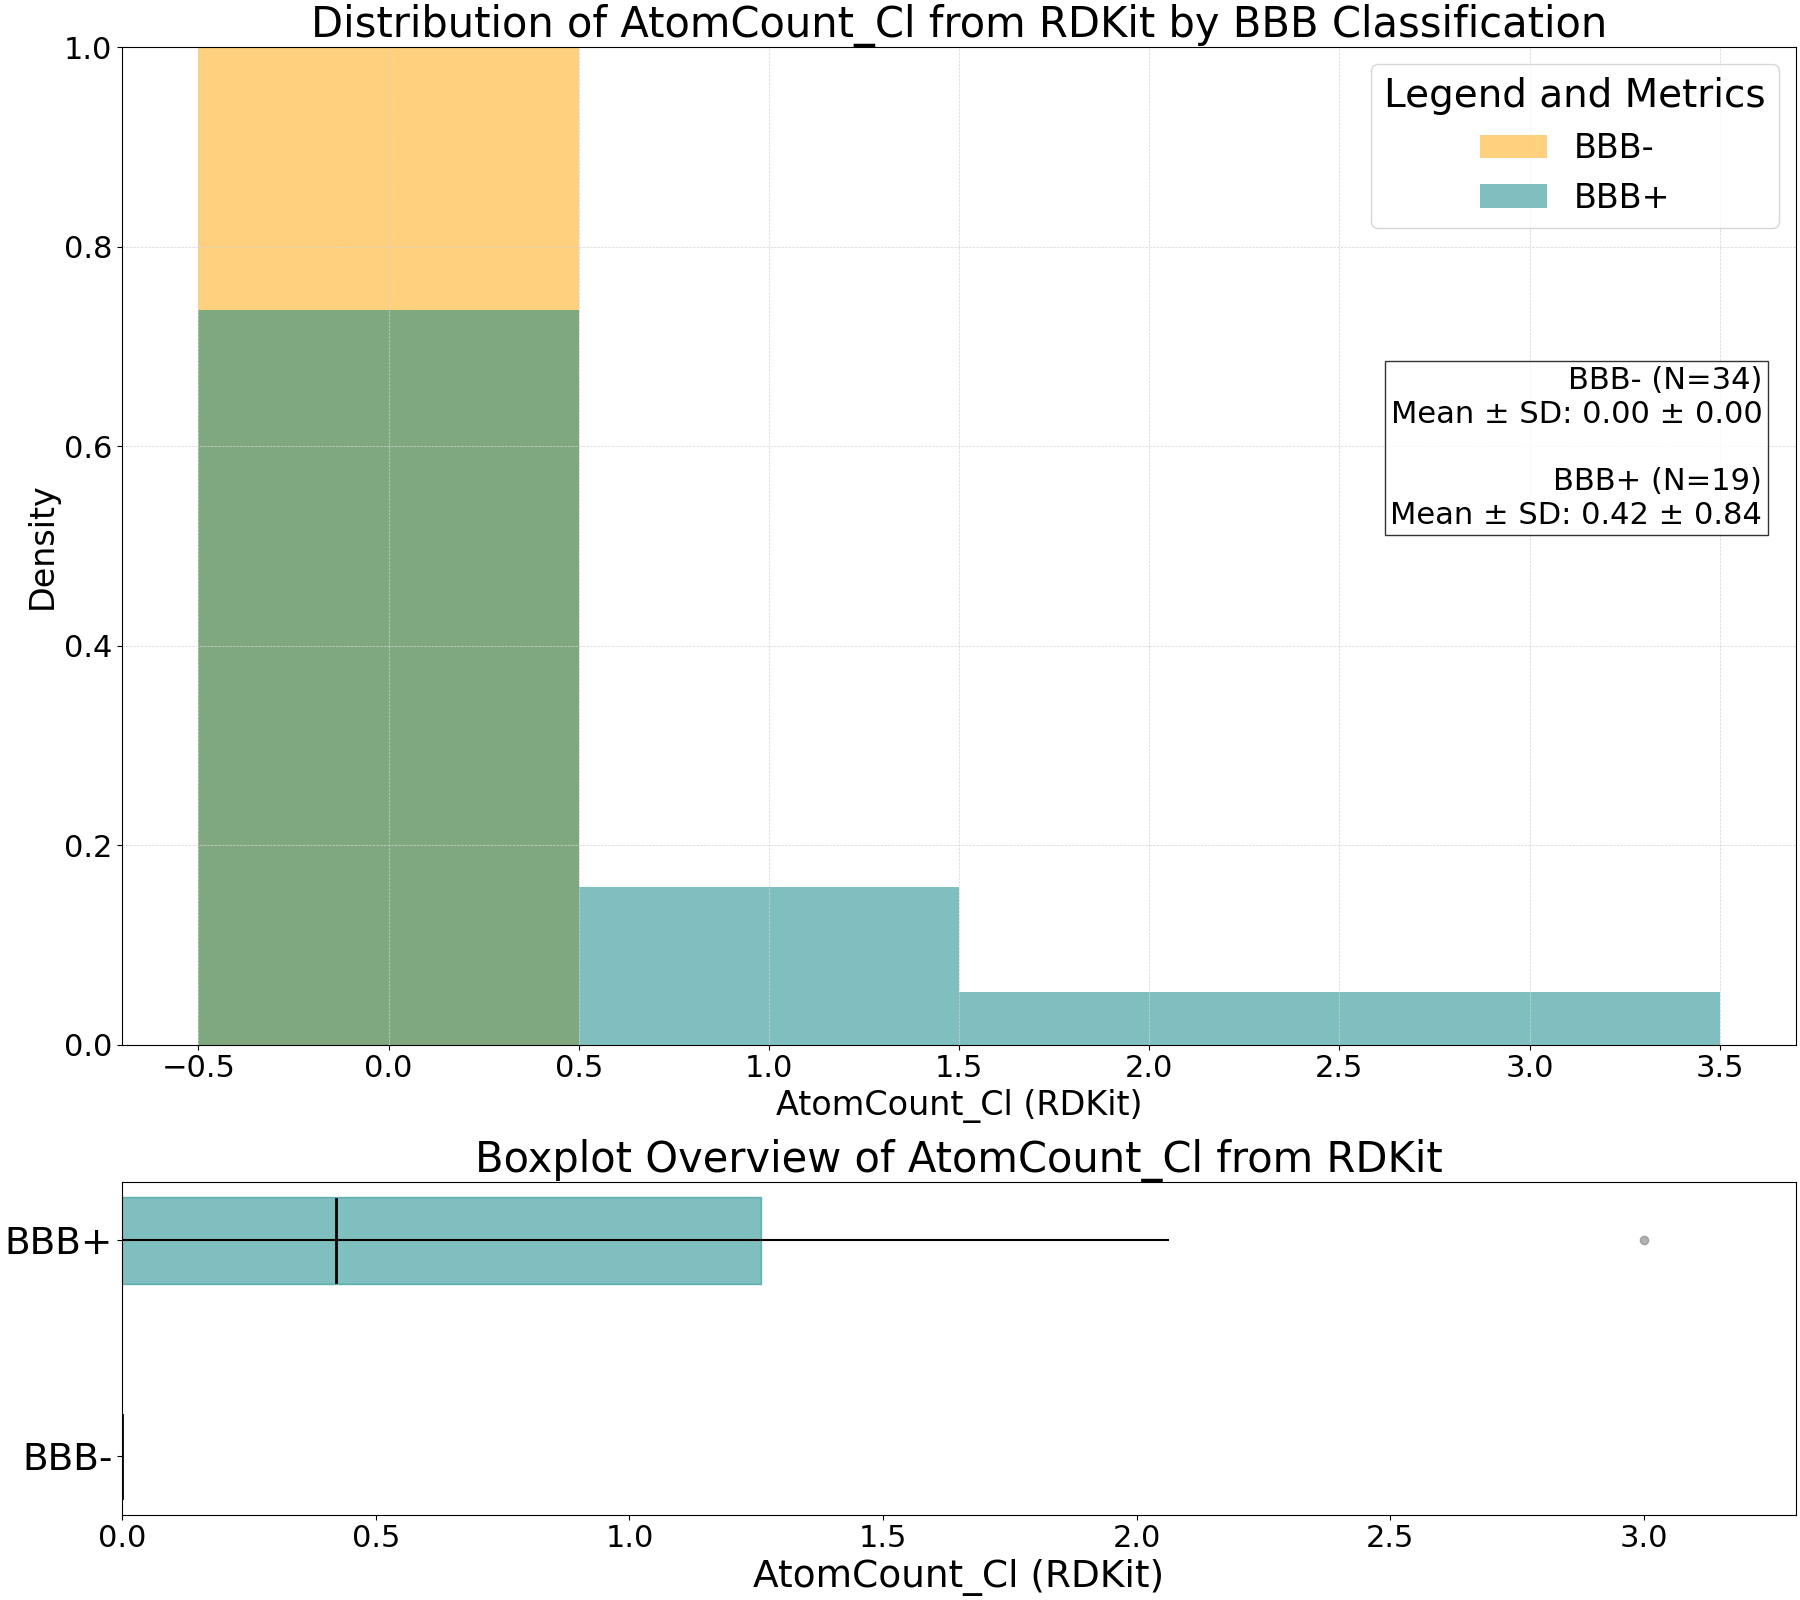 Distribution of AtomCount_Cl from RDKit by BBB Classification
1.0
0.8
0.6
0.4
0.2
0.0
Density
Legend and Metrics
BBB-
BBB+
BBB- (N=34)
Mean ± SD: 0.00 ± 0.00
BBB+ (N=19)
Mean ± SD: 0.42 ± 0.84
−0.5 0.0 0.5 1.0 1.5 2.0 2.5 3.0 3.5
AtomCount_Cl (RDKit)
Boxplot Overview of AtomCount_Cl from RDKit
BBB+
BBB-
0.0 0.5 1.0 1.5 2.0 2.5 3.0
AtomCount_Cl (RDKit)